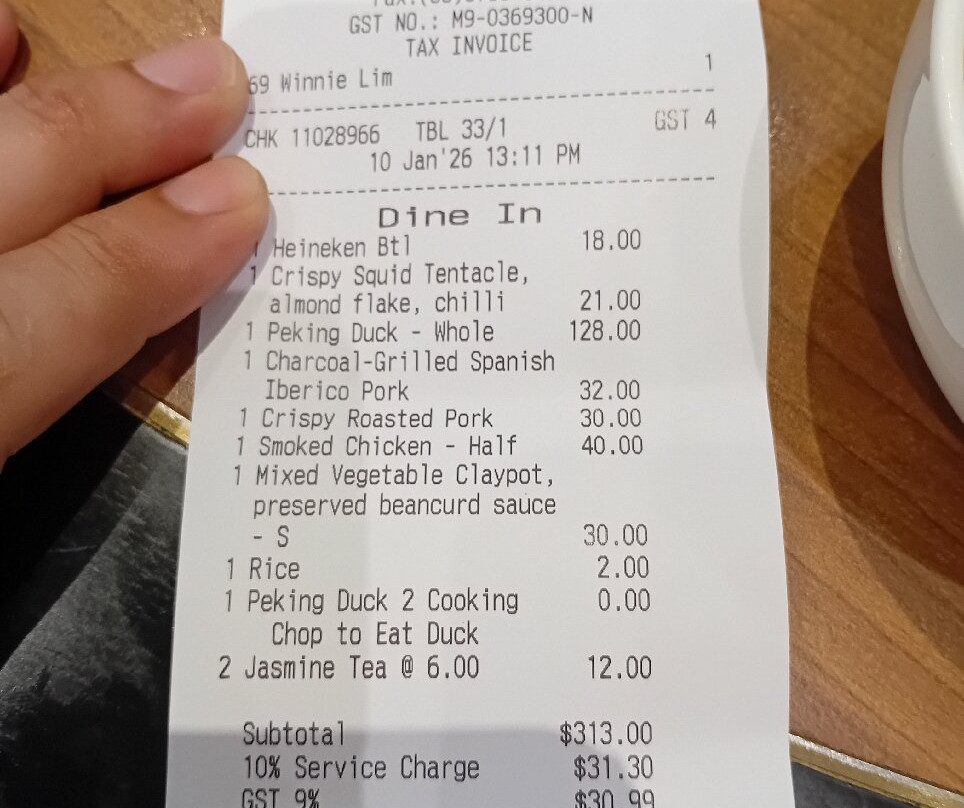 GST NO.: M9-0369300-N
TAX INVOICE
69 Winnie Lim 1
CHK 11028966 TBL 33/1 GST 4
10 Jan'26 13:11 PM
Dine In
1 Heineken Btl 18.00
1 Crispy Squid Tentacle,
almond flake, chilli 21.00
1 Peking Duck - Whole 128.00
1 Charcoal-Grilled Spanish
Iberico Pork 32.00
1 Crispy Roasted Pork 30.00
1 Smoked Chicken - Half 40.00
1 Mixed Vegetable Claypot,
preserved beancurd sauce
- S 30.00
1 Rice 2.00
1 Peking Duck 2 Cooking 0.00
Chop to Eat Duck
2 Jasmine Tea @ 6.00 12.00
Subtotal $313.00
10% Service Charge $31.30
GST 9% $30.99